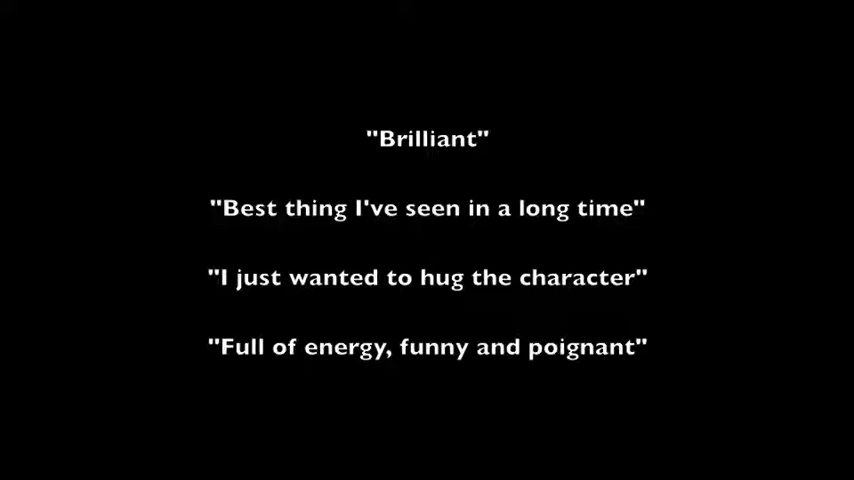 "Brilliant"
"Best thing I've seen in a long time"
"I just wanted to hug the character"
"Full of energy, funny and poignant"